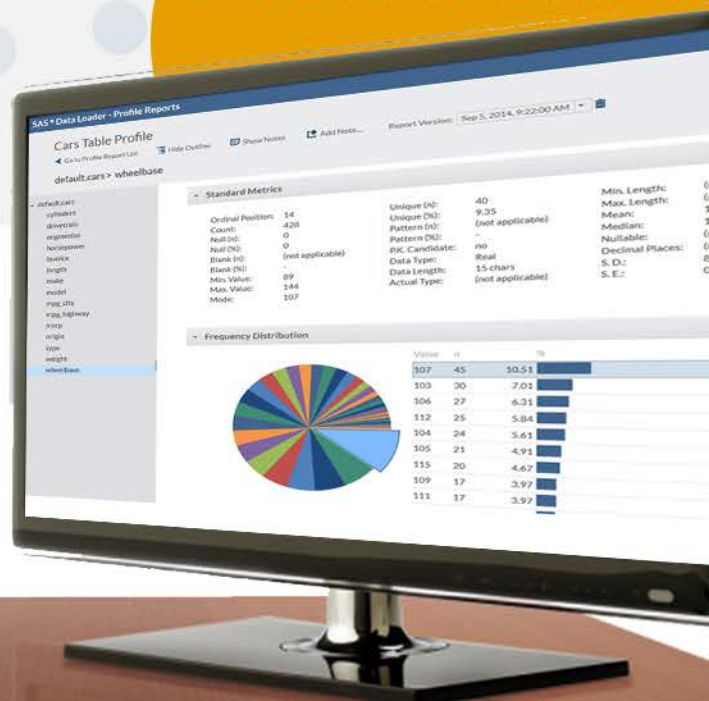 SAS® Data Loader - Profile Reports
Cars Table Profile
Go to Profile Report List Hide Outline Show Notes Add Note... Report Version: Sep 5, 2014, 9:22:00 AM
default.cars > wheelbase
default.cars
cylinders
drivetrain
enginesize
horsepower
invoice
length
make
model
mpg_city
mpg_highway
msrp
origin
type
weight
wheelbase
Standard Metrics
Ordinal Position: 14
Count: 428
Null (n): 0
Null (%): 0
Blank (n): (not applicable)
Blank (%): -
Min. Value: 89
Max. Value: 144
Mode: 107
Unique (n): 40
Unique (%): 9.35
Pattern (n): (not applicable)
Pattern (%): -
PK Candidate: no
Data Type: Real
Data Length: 15 chars
Actual Type: (not applicable)
Min. Length:
Max. Length:
Mean:
Median:
Nullable:
Decimal Places:
S. D.:
S. E.:
Frequency Distribution
Value n %
107 45 10.51
103 30 7.01
106 27 6.31
112 25 5.84
104 24 5.61
105 21 4.91
115 20 4.67
109 17 3.97
111 17 3.97